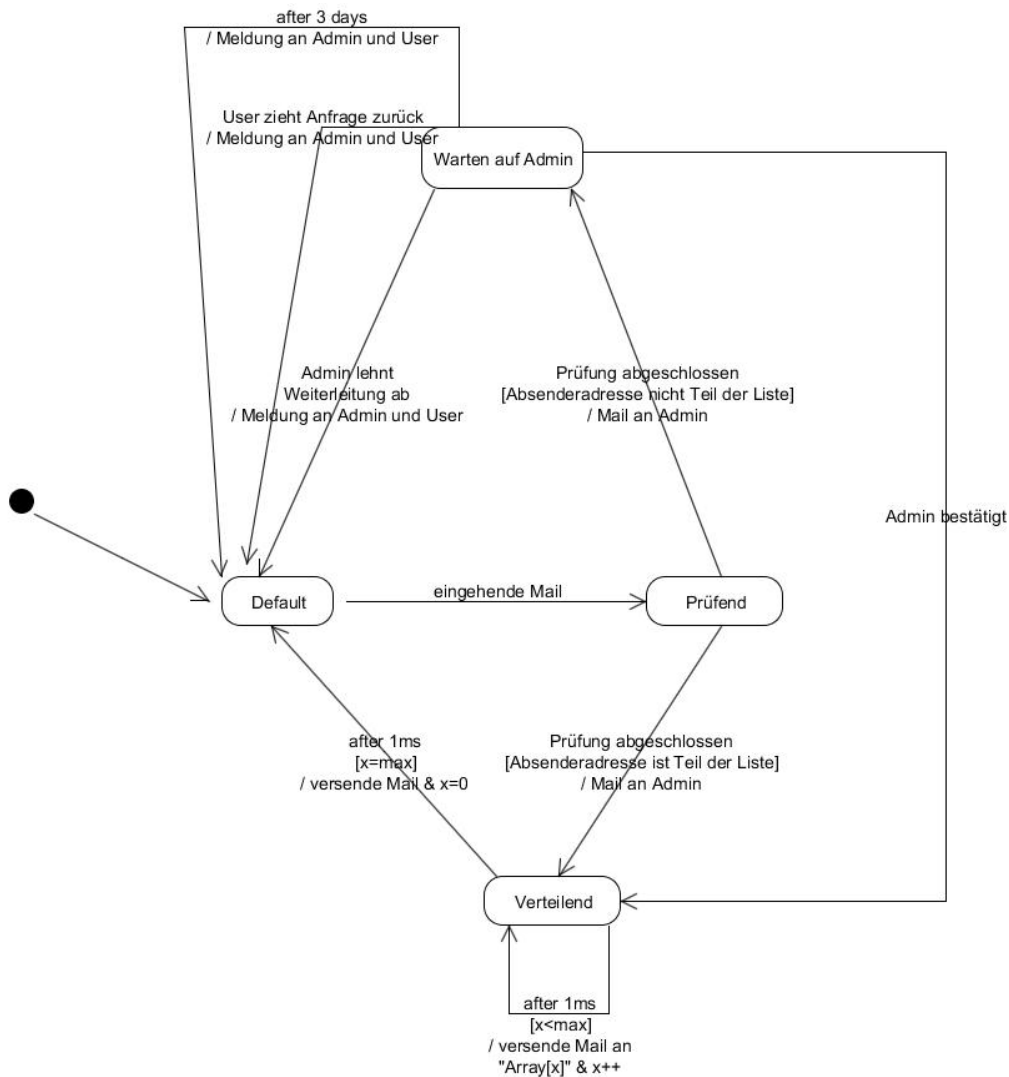 after 3 days
/ Meldung an Admin und User
User zieht Anfrage zurück
/ Meldung an Admin und User
Warten auf Admin
Admin lehnt
Weiterleitung ab
/ Meldung an Admin und User
Prüfung abgeschlossen
[Absenderadresse nicht Teil der Liste]
/ Mail an Admin
Admin bestätigt
Default
eingehende Mail
Prüfend
after 1ms
[x=max]
/ versende Mail & x=0
Prüfung abgeschlossen
[Absenderadresse ist Teil der Liste]
/ Mail an Admin
Verteilend
after 1ms
[x<max]
/ versende Mail an
"Array[x]" & x++